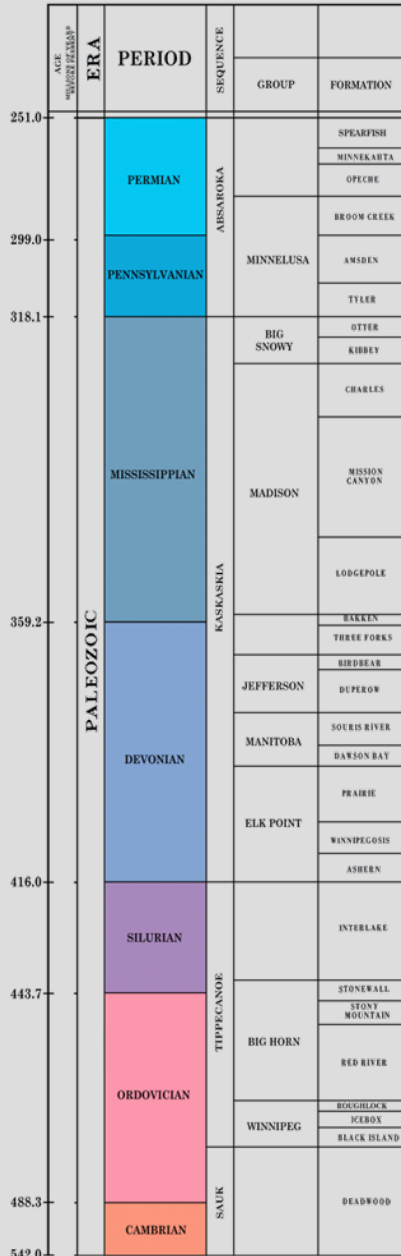 AGE
MILLIONS OF YEARS
BEFORE PRESENT
ERA
PERIOD
SEQUENCE
GROUP
FORMATION
251.0
299.0
318.1
359.2
416.0
443.7
488.3
542.0
PALEOZOIC
PERMIAN
PENNSYLVANIAN
MISSISSIPPIAN
DEVONIAN
SILURIAN
ORDOVICIAN
CAMBRIAN
ABSAROKA
KASKASKIA
TIPPECANOE
SAUK
MINNELUSA
BIG
SNOWY
MADISON
JEFFERSON
MANITOBA
ELK POINT
BIG HORN
WINNIPEG
SPEARFISH
MINNEKAHTA
OPECHE
BROOM CREEK
AMSDEN
TYLER
OTTER
KIBBEY
CHARLES
MISSION
CANYON
LODGEPOLE
BAKKEN
THREE FORKS
BIRDBEAR
DUPEROW
SOURIS RIVER
DAWSON BAY
PRAIRIE
WINNIPEGOSIS
ASHERN
INTERLAKE
STONEWALL
STONY
MOUNTAIN
RED RIVER
ROUGHLOCK
ICEBOX
BLACK ISLAND
DEADWOOD